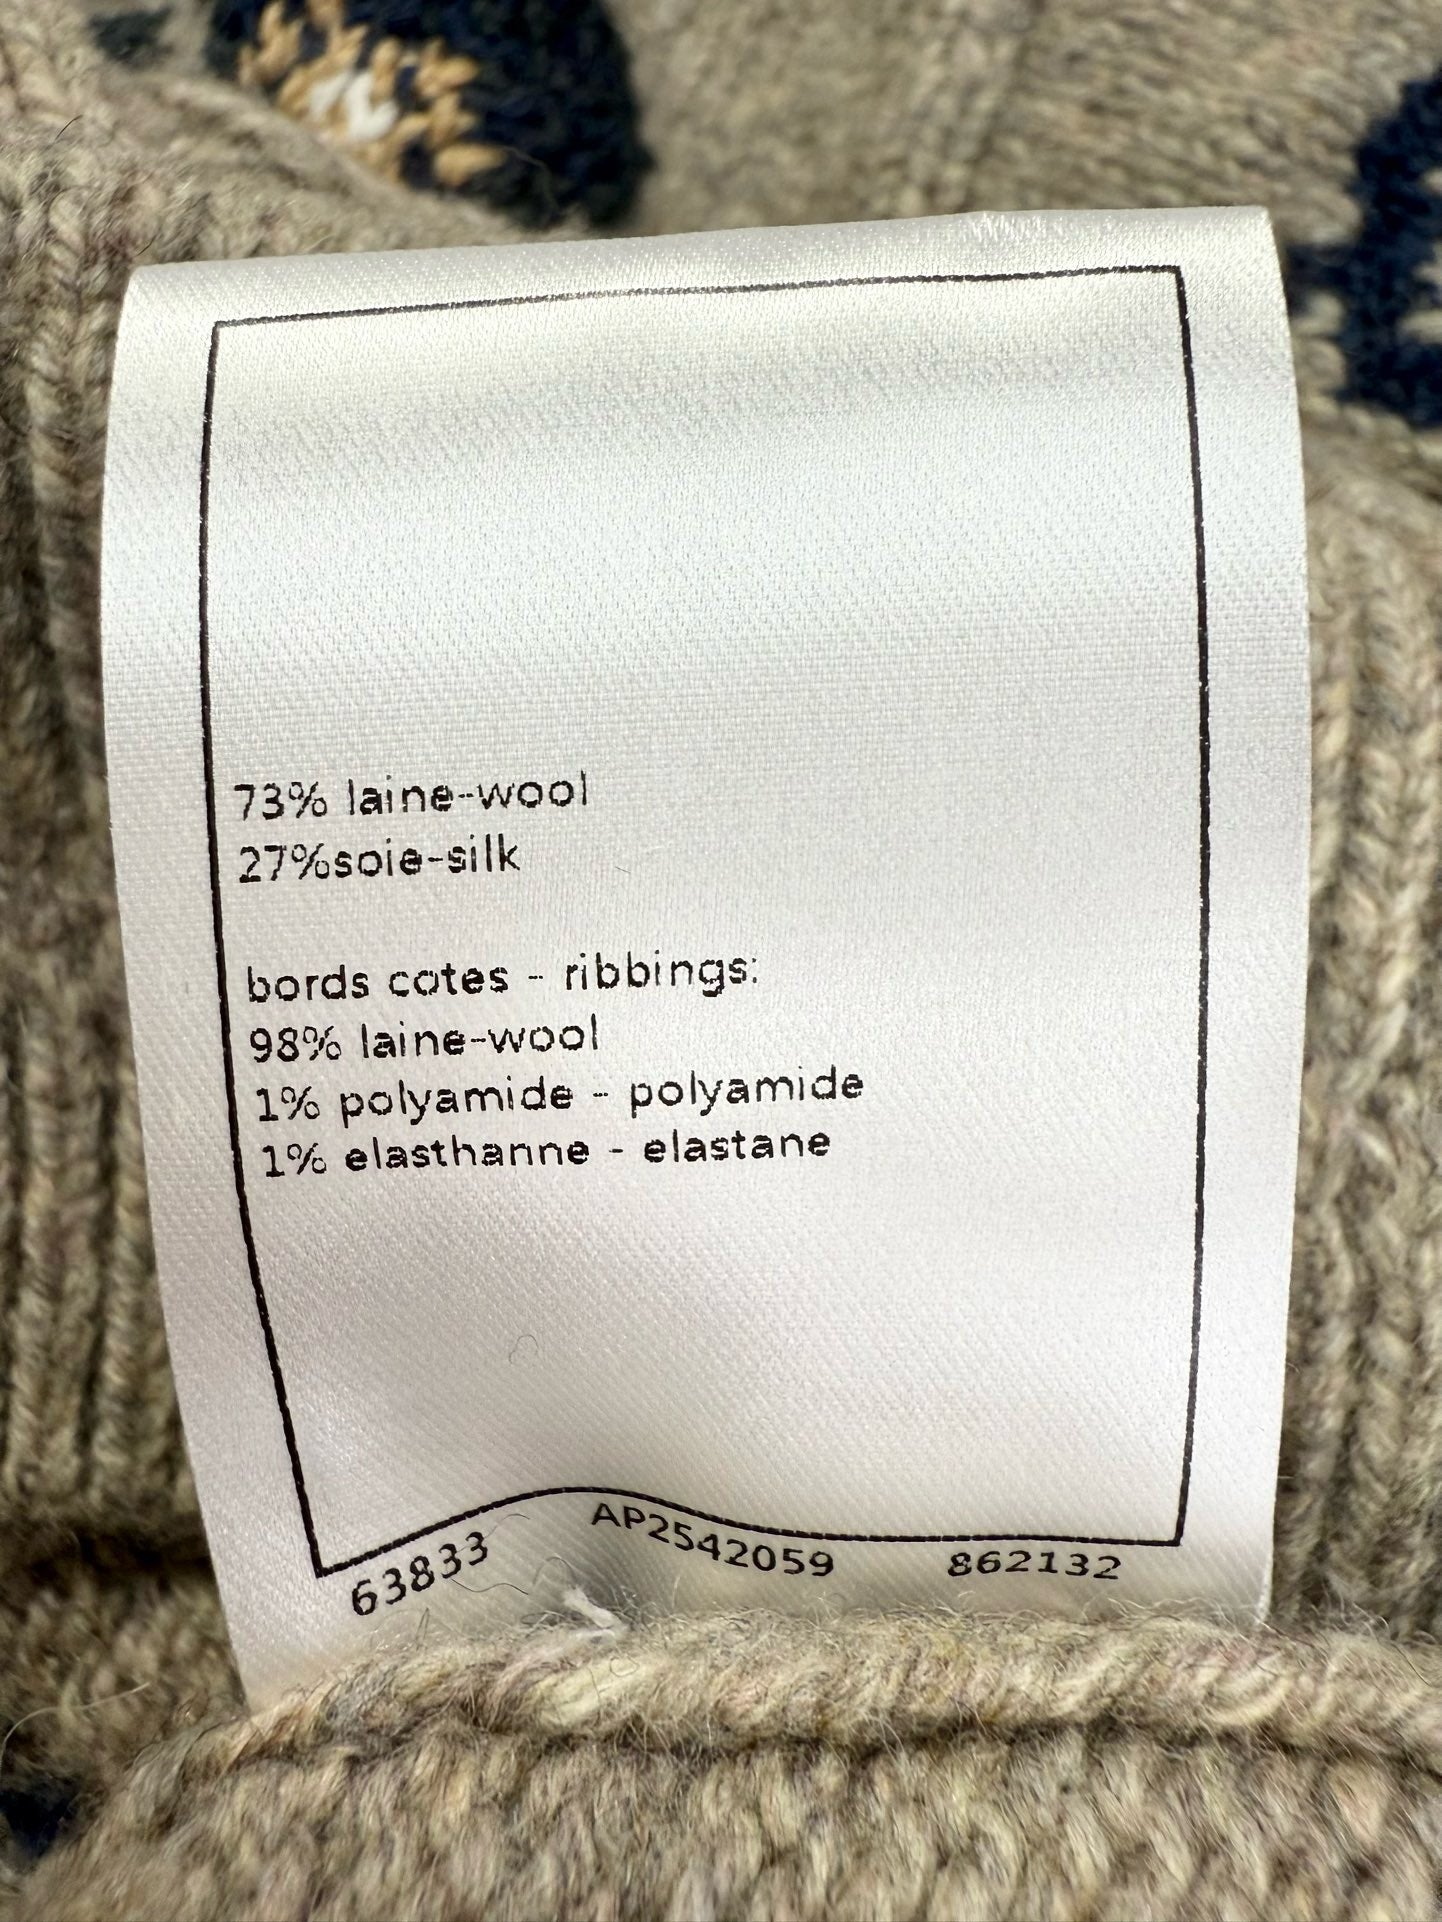 73% laine-wool
27%soie-silk
bords cotes - ribbings:
98% laine-wool
1% polyamide - polyamide
1% elasthanne - elastane
63833 AP2542059 862132